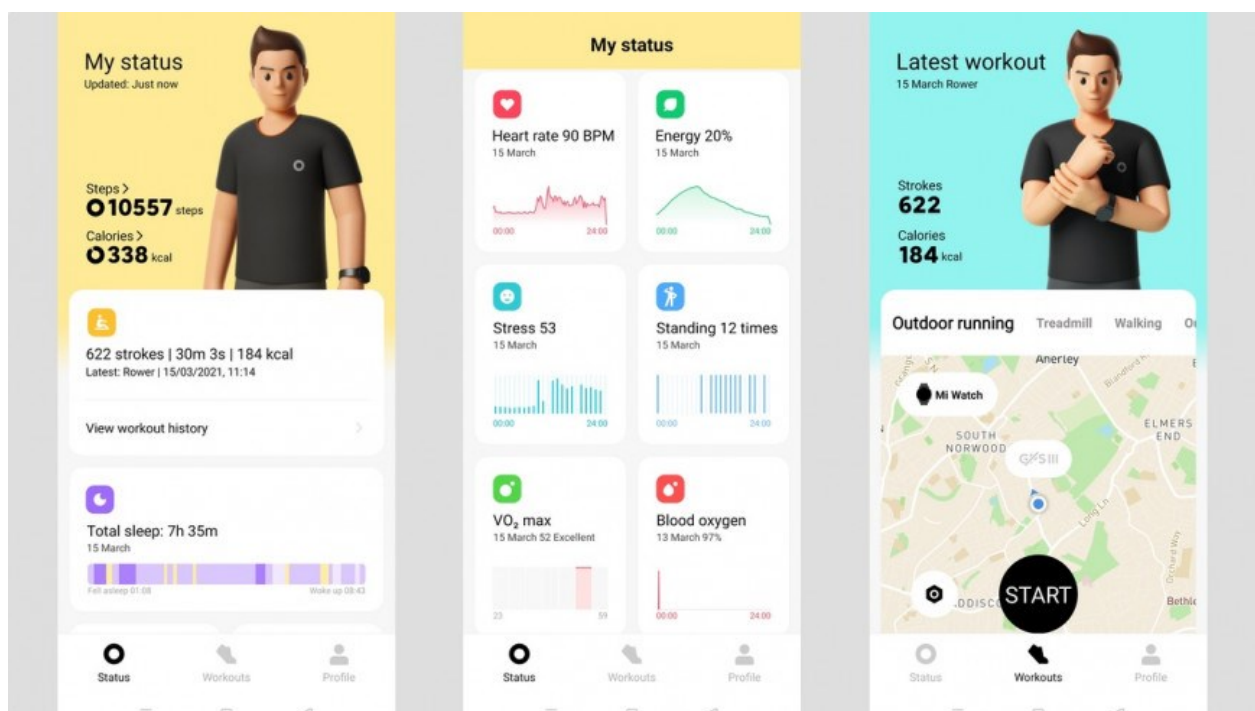 My status
Updated: Just now
Steps >
10557 steps
Calories >
338 kcal
622 strokes | 30m 3s | 184 kcal
Latest: Rower | 15/03/2021, 11:14
View workout history
Total sleep: 7h 35m
15 March
Fell asleep 01:08
Woke up 08:43
Status
Workouts
Profile
My status
Heart rate 90 BPM
15 March
00:00
24:00
Energy 20%
15 March
00:00
24:00
Stress 53
15 March
00:00
24:00
Standing 12 times
15 March
00:00
24:00
VO₂ max
15 March 52 Excellent
23
59
Blood oxygen
13 March 97%
00:00
24:00
Status
Workouts
Profile
Latest workout
15 March Rower
Strokes
622
Calories
184 kcal
Outdoor running
Treadmill
Walking
Anerley
Mi Watch
SOUTH
NORWOOD
ELMERS
END
Long Ln
Orchard Way
START
Status
Workouts
Profile